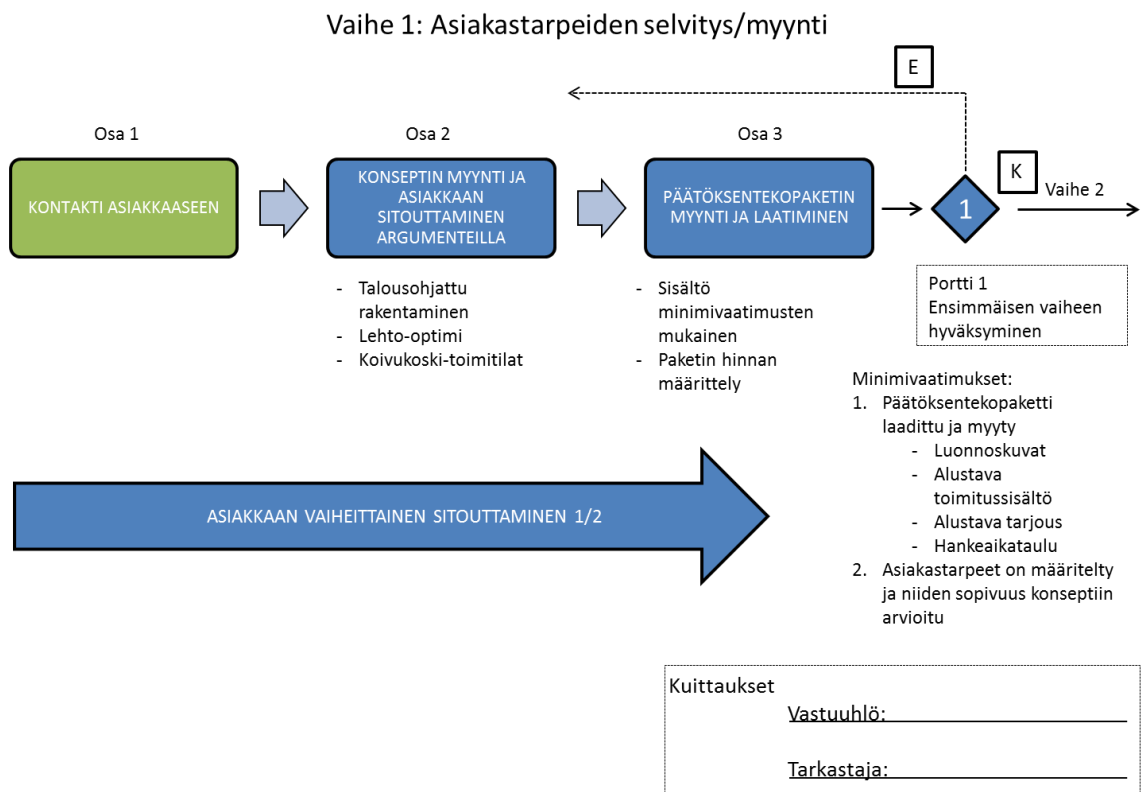 Vaihe 1: Asiakastarpeiden selvitys/myynti
E
Osa 1
Osa 2
Osa 3
KONTAKTI ASIAKKAASEEN
KONSEPTIN MYYNTI JA
ASIAKKAAN
SITOUTTAMINEN
ARGUMENTEILLA
PÄÄTÖKSENTEKOPAKETIN
MYYNTI JA LAATIMINEN
1
K
Vaihe 2
- Talousohjattu
rakentaminen
- Lehto-optimi
- Koivukoski-toimitilat
- Sisältö
minimivaatimusten
mukainen
- Paketin hinnan
määrittely
Portti 1
Ensimmäisen vaiheen
hyväksyminen
Minimivaatimukset:
1. Päätöksentekopaketti
laadittu ja myyty
- Luonnoskuvat
- Alustava
toimitussisältö
- Alustava tarjous
- Hankeaikataulu
2. Asiakastarpeet on määritelty
ja niiden sopivuus konseptiin
arvioitu
ASIAKKAAN VAIHEITTAINEN SITOUTTAMINEN 1/2
Kuittaukset
Vastuuhlö:
Tarkastaja: